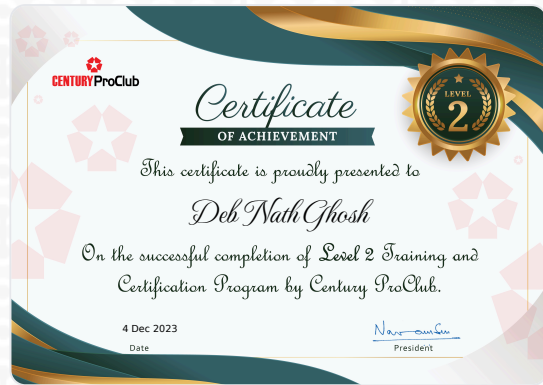 CENTURY ProClub
Certificate
OF ACHIEVEMENT
LEVEL
2
This certificate is proudly presented to
Deb Nath Ghosh
On the successful completion of Level 2 Training and
Certification Program by Century ProClub.
4 Dec 2023
Date
President